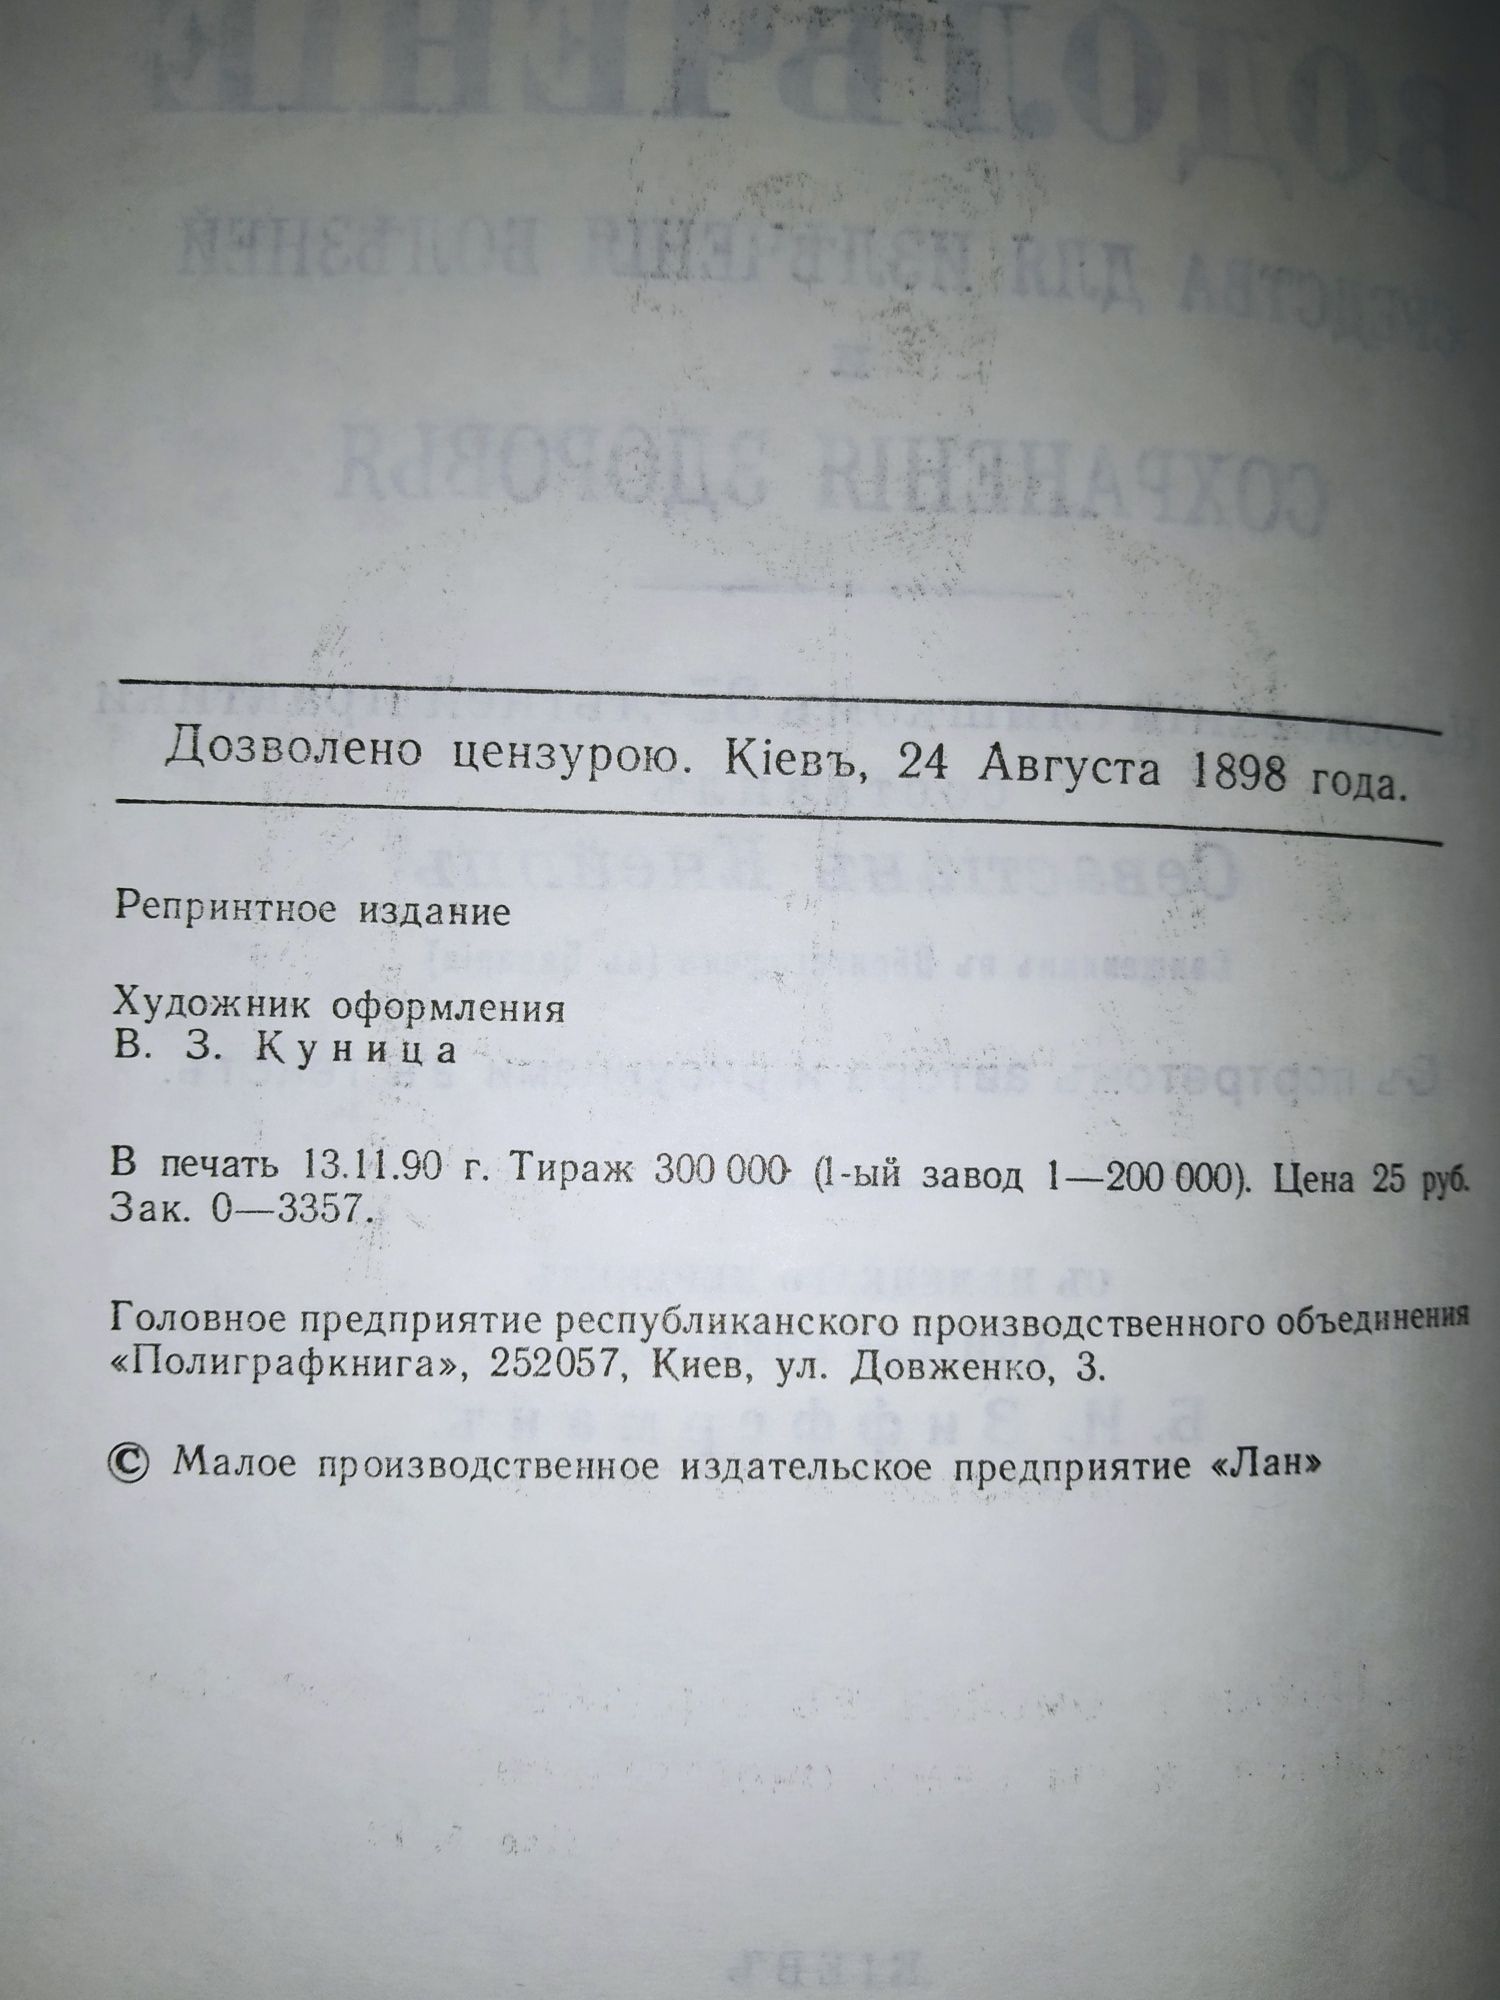 Дозволено цензурою. Кіевъ, 24 Августа 1898 года.
Репринтное издание
Художник оформления
В. З. Куница
В печать 13.11.90 г. Тираж 300 000 (1-ый завод 1—200 000). Цена 25 руб.
Зак. 0—3357.
Головное предприятие республиканского производственного объединения
«Полиграфкнига», 252057, Киев, ул. Довженко, 3.
© Малое производственное издательское предприятие «Лан»